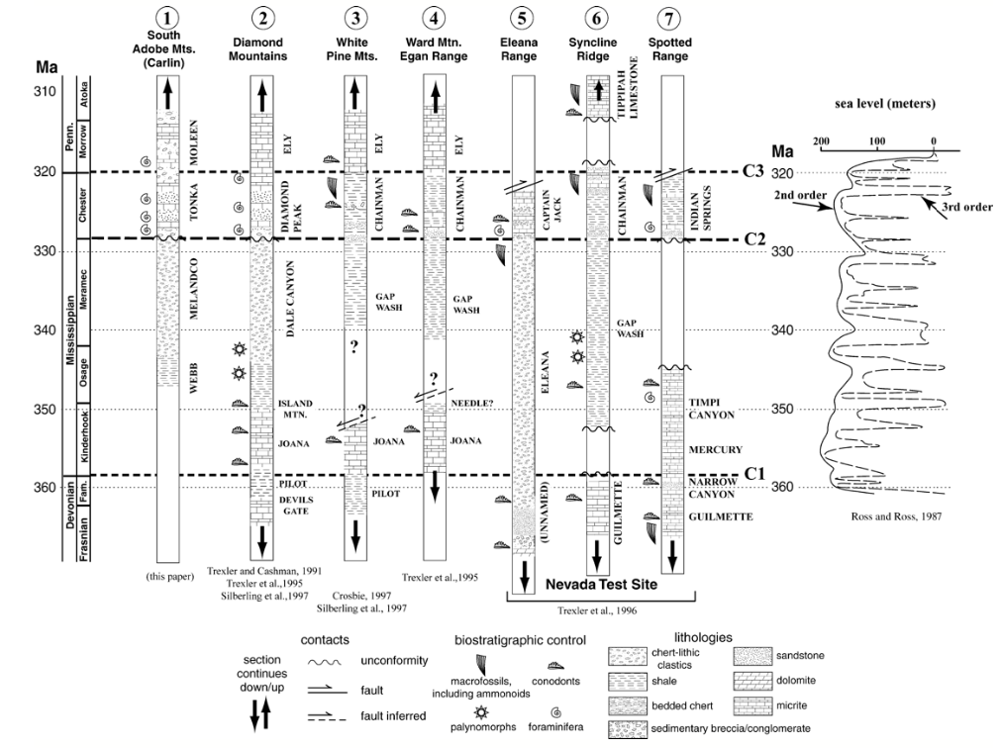 1 2 3 4 5 6 7
South Adobe Mts. (Carlin)
Diamond Mountains
White Pine Mts.
Ward Mtn. Egan Range
Eleana Range
Syncline Ridge
Spotted Range
Ma
310
320
330
340
350
360
Penn.
Mississippian
Devonian
Atoka
Morrow
Chester
Meramec
Osage
Kinderhook
Fam.
Frasnian
MOLEEN
TONKA
MELANDCO
WEBB
(this paper)
ELY
DIAMOND PEAK
DALE CANYON
ISLAND MTN.
JOANA
PILOT
DEVILS GATE
Trexler and Cashman, 1991
Trexler et al.,1995
Silberling et al.,1997
ELY
CHAINMAN
GAP WASH
?
?
JOANA
PILOT
Crosbie, 1997
Silberling et al., 1997
ELY
CHAINMAN
GAP WASH
?
NEEDLE?
JOANA
Trexler et al.,1995
CAPTAIN JACK
ELEANA
(UNNAMED)
TIPPIPAH LIMESTONE
CHAINMAN
GAP WASH
GUILMETTE
INDIAN SPRINGS
TIMPI CANYON
MERCURY
NARROW CANYON
GUILMETTE
Nevada Test Site
Trexler et al., 1996
C3
C2
C1
sea level (meters)
200 100 0
Ma
320
330
340
350
360
2nd order
3rd order
Ross and Ross, 1987
section continues down/up
contacts
unconformity
fault
fault inferred
biostratigraphic control
macrofossils, including ammonoids
conodonts
palynomorphs
foraminifera
lithologies
chert-lithic clastics
sandstone
shale
dolomite
bedded chert
micrite
sedimentary breccia/conglomerate